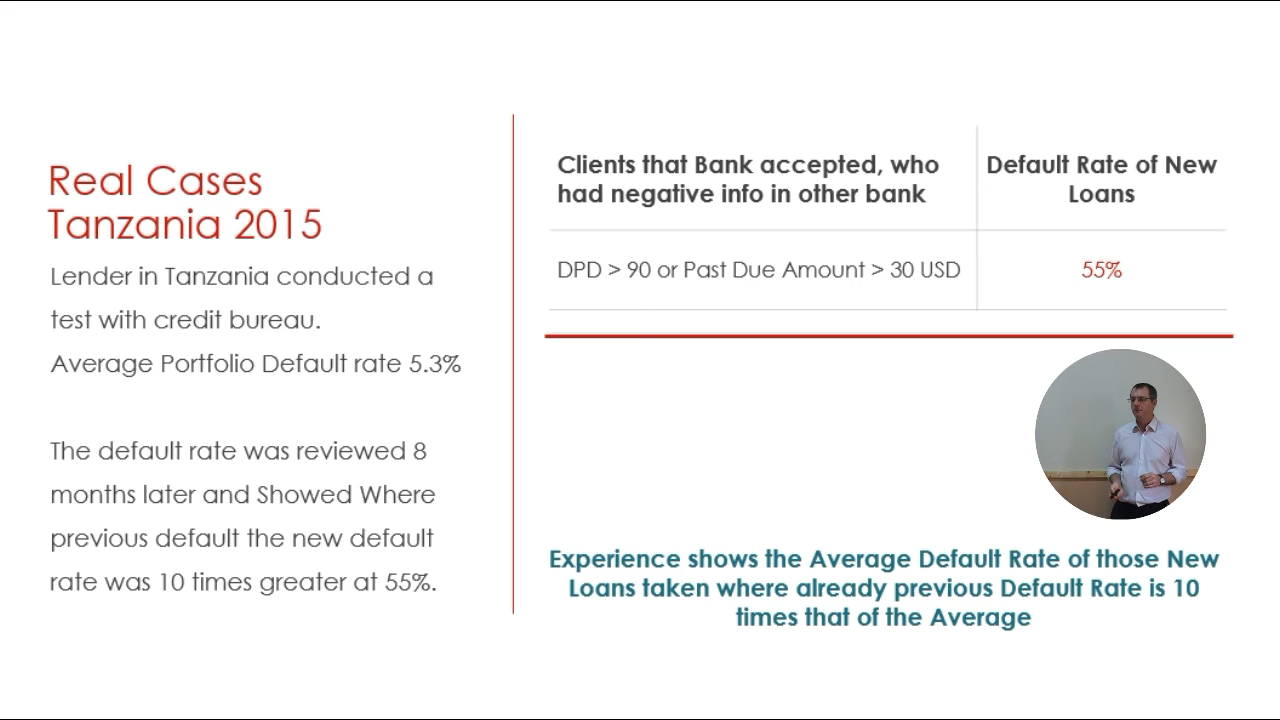 Real Cases
Tanzania 2015
Lender in Tanzania conducted a
test with credit bureau.
Average Portfolio Default rate 5.3%
The default rate was reviewed 8
months later and Showed Where
previous default the new default
rate was 10 times greater at 55%.
Clients that Bank accepted, who
had negative info in other bank
Default Rate of New
Loans
DPD > 90 or Past Due Amount > 30 USD
55%
Experience shows the Average Default Rate of those New
Loans taken where already previous Default Rate is 10
times that of the Average